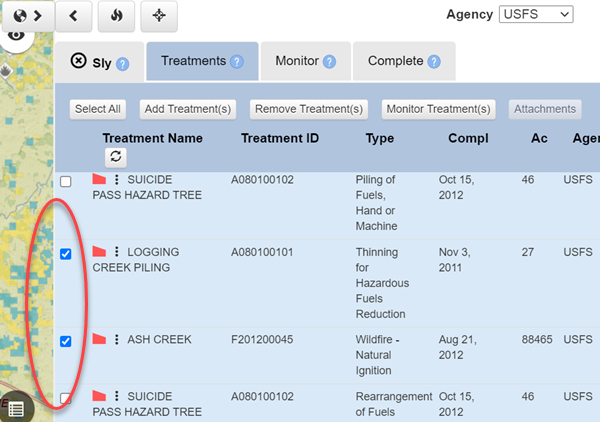 Agency USFS
Sly ? Treatments ? Monitor ? Complete ?
Select All Add Treatment(s) Remove Treatment(s) Monitor Treatment(s) Attachments
Treatment Name Treatment ID Type Compl Ac Agen
SUICIDE A080100102 Piling of Oct 15, 46 USFS
PASS HAZARD TREE Fuels, 2012
Hand or
Machine
LOGGING A080100101 Thinning Nov 3, 27 USFS
CREEK PILING for 2011
Hazardous
Fuels
Reduction
ASH CREEK F201200045 Wildfire - Aug 21, 88465 USFS
Natural 2012
Ignition
SUICIDE A080100102 Rearrangement Oct 15, 46 USFS
PASS HAZARD TREE of Fuels 2012